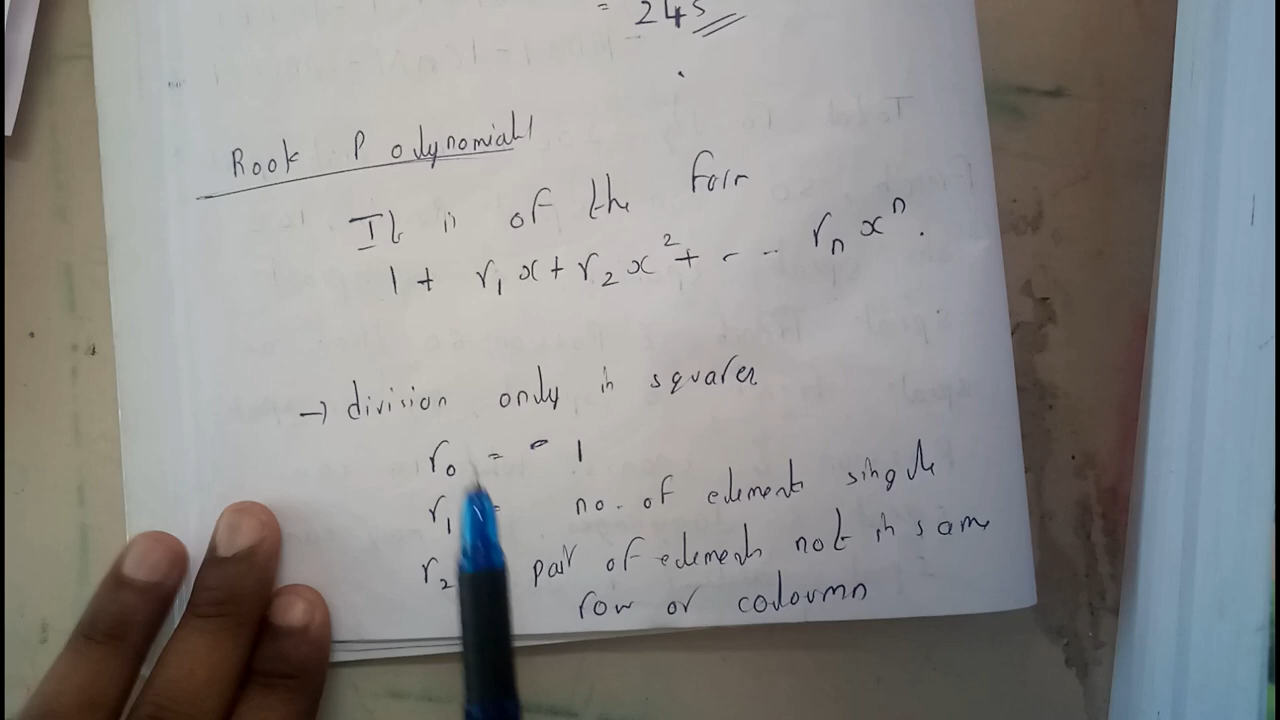 = 245
Rook Polynomial
It is of the form
1 + r₁x + r₂x² + - - - rₙxⁿ.
→ division only in squares
r₀ = 1
r₁ = no. of elements single
r₂ pair of elements not in same
row or coloumn